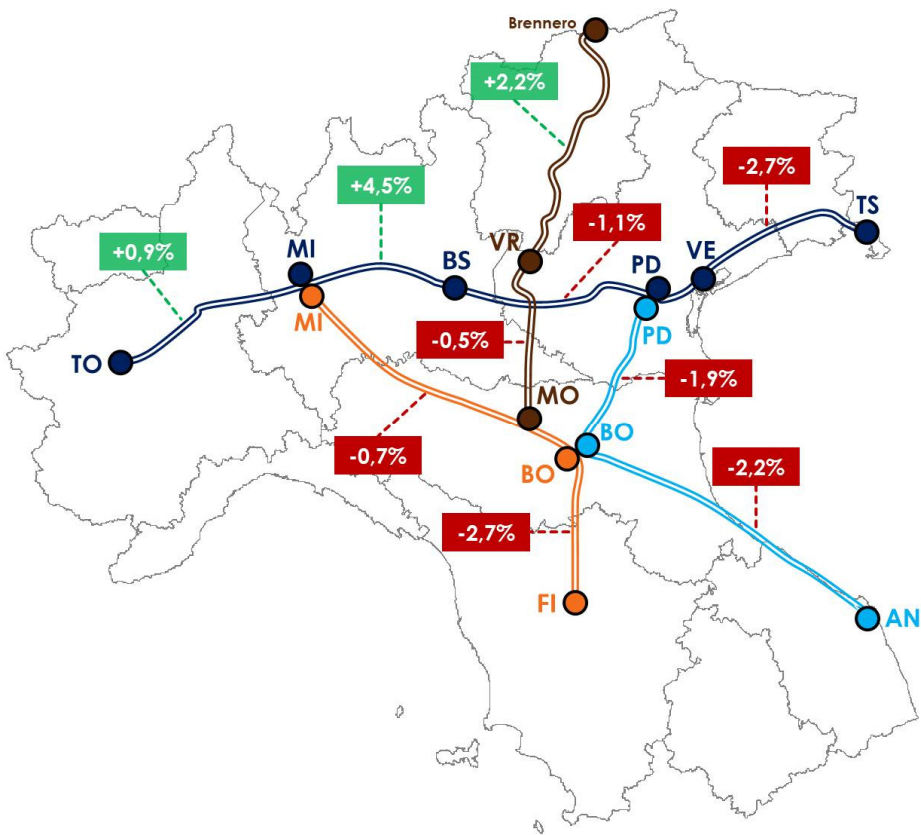 Brennero
+2,2%
-2,7%
+4,5%
TS
-1,1%
+0,9%
MI
VR
BS
PD
VE
MI
PD
TO
-0,5%
-1,9%
MO
BO
-0,7%
BO
-2,2%
-2,7%
FI
AN